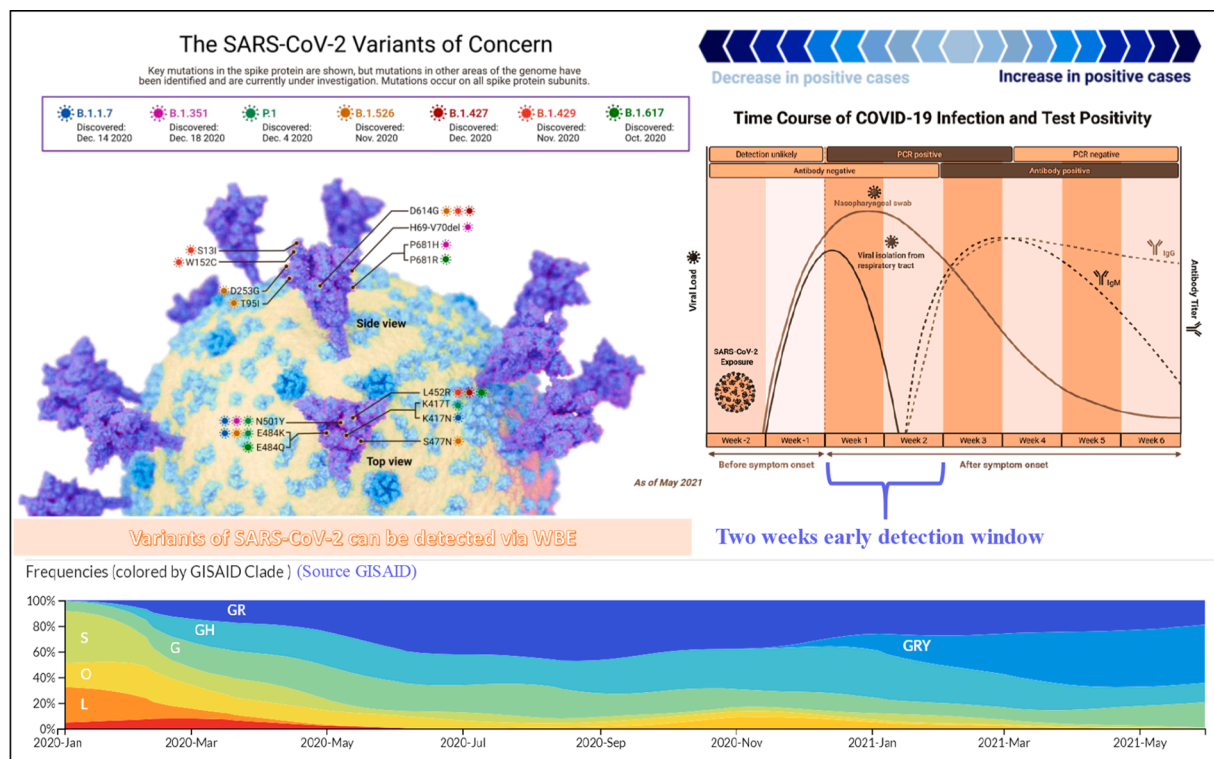 The SARS-CoV-2 Variants of Concern
Key mutations in the spike protein are shown, but mutations in other areas of the genome have
been identified and are currently under investigation. Mutations occur on all spike protein subunits.
B.1.1.7
Discovered:
Dec. 14 2020
B.1.351
Discovered:
Dec. 18 2020
P.1
Discovered:
Dec. 4 2020
B.1.526
Discovered:
Nov. 2020
B.1.427
Discovered:
Dec. 2020
B.1.429
Discovered:
Nov. 2020
B.1.617
Discovered:
Oct. 2020
S13I
W152C
D253G
T95I
D614G
H69-V70del
P681H
P681R
Side view
L452R
K417T
K417N
N501Y
E484K
E484Q
S477N
Top view
As of May 2021
Variants of SARS-CoV-2 can be detected via WBE
Decrease in positive cases
Increase in positive cases
Time Course of COVID-19 Infection and Test Positivity
Detection unlikely
PCR positive
PCR negative
Antibody negative
Antibody positive
Nasopharyngeal swab
Viral isolation from
respiratory tract
IgG
IgM
Viral Load
Antibody Titer
SARS-CoV-2
Exposure
Week -2
Week -1
Week 1
Week 2
Week 3
Week 4
Week 5
Week 6
Before symptom onset
After symptom onset
Two weeks early detection window
Frequencies (colored by GISAID Clade ) (Source GISAID)
100%
80%
60%
40%
20%
0%
GR
GH
G
S
O
L
GRY
2020-Jan
2020-Mar
2020-May
2020-Jul
2020-Sep
2020-Nov
2021-Jan
2021-Mar
2021-May